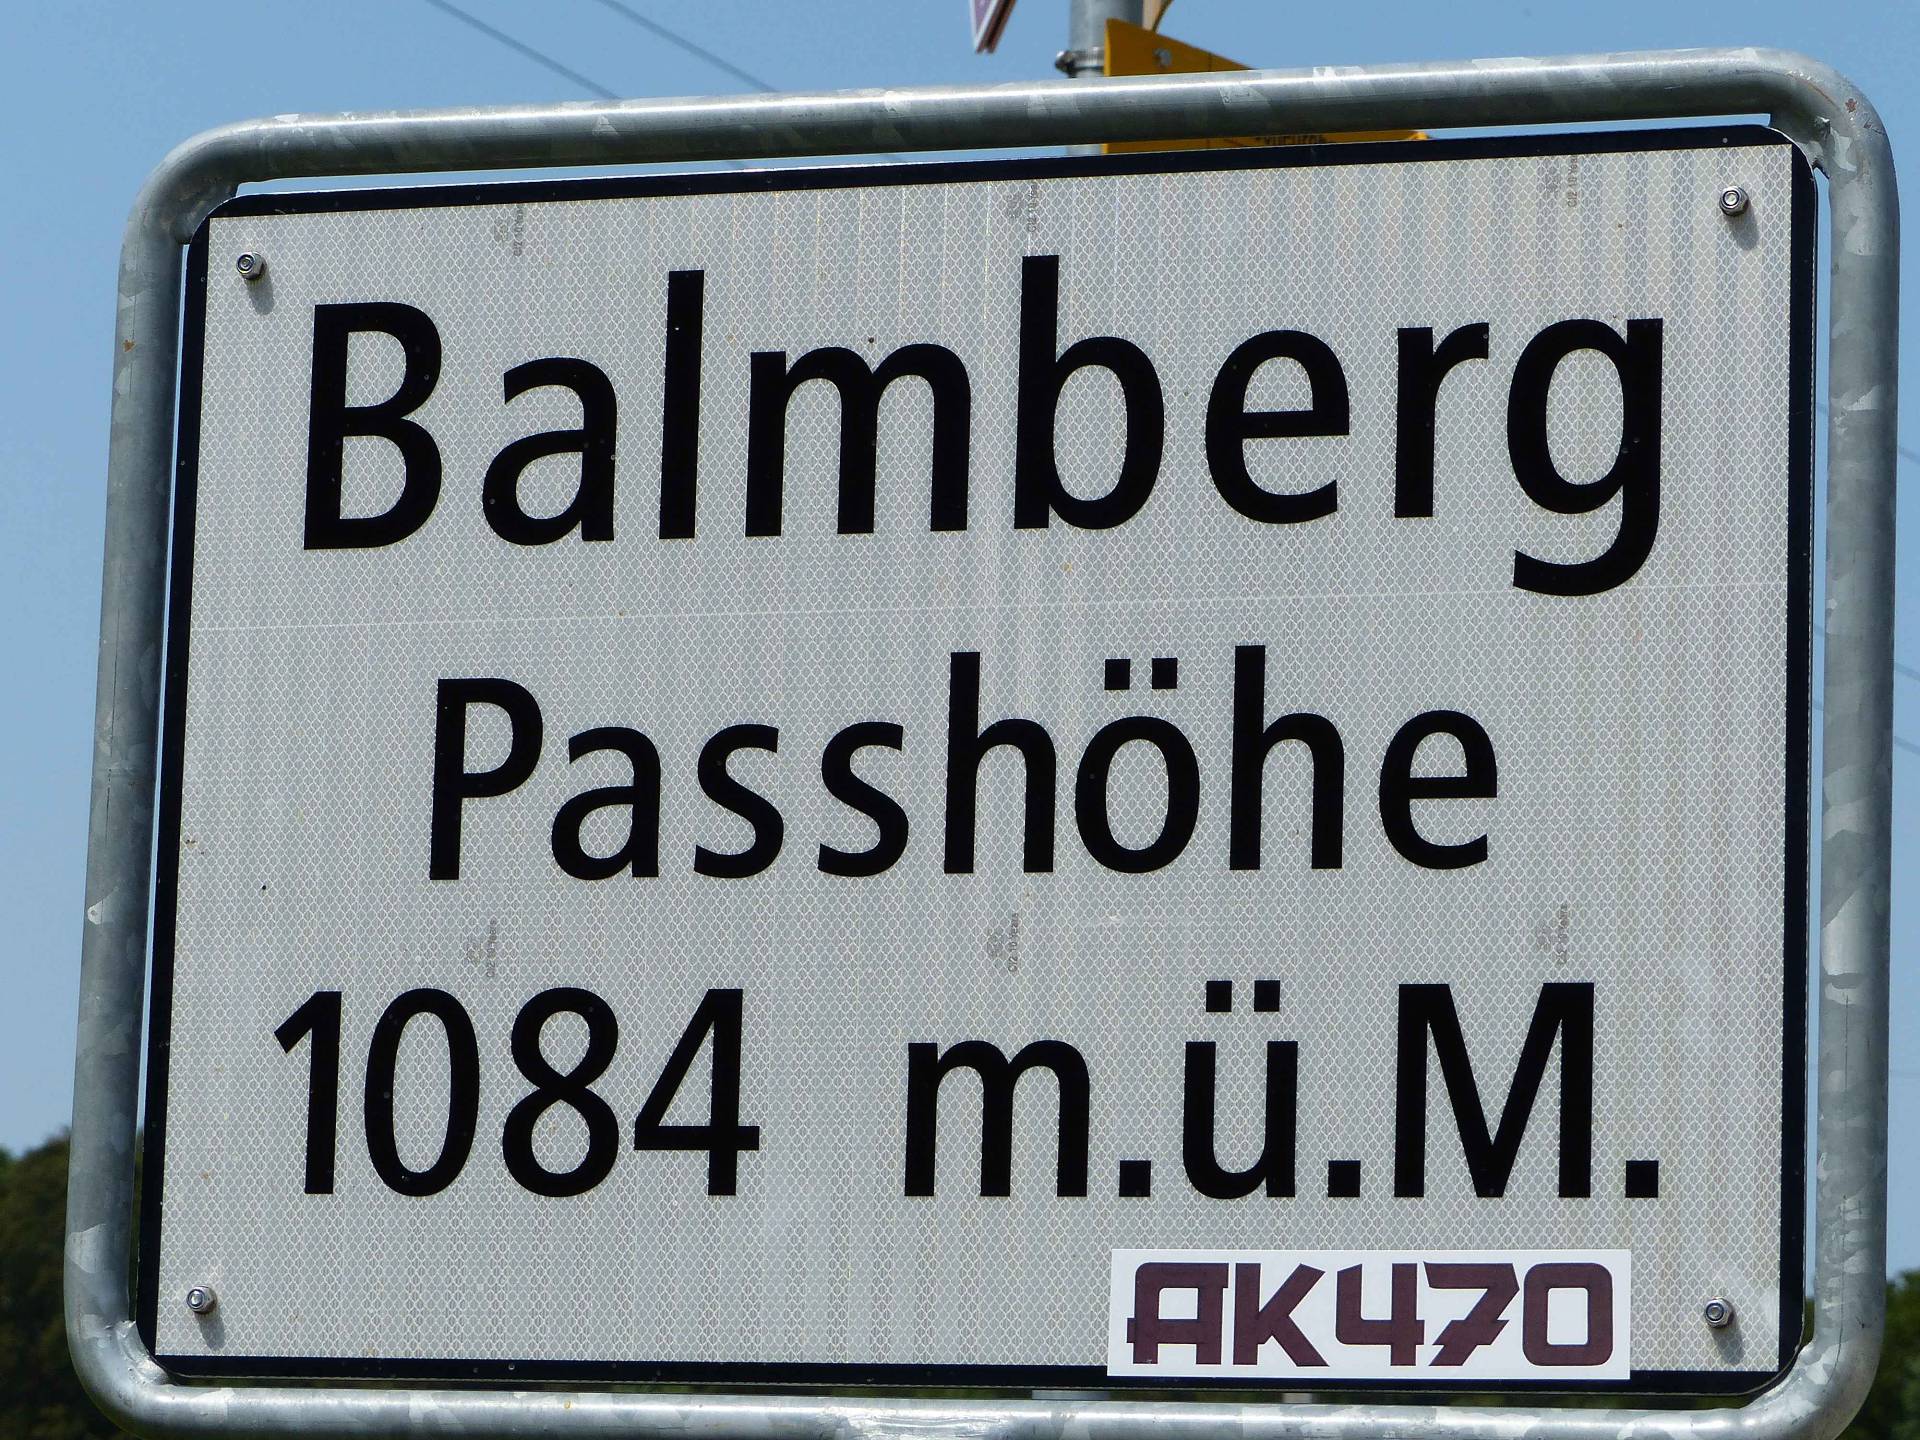 Balmberg
Passhöhe
1084 m.ü.M.
AK470